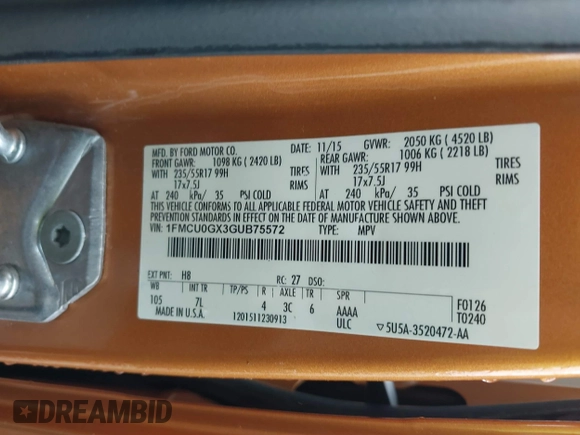 MFD. BY FORD MOTOR CO.
DATE: 11/15 GVWR: 2050 KG ( 4520 LB)
FRONT GAWR: 1098 KG ( 2420 LB) REAR GAWR: 1006 KG ( 2218 LB)
WITH 235/55R17 99H TIRES WITH 235/55R17 99H TIRES
17x7.5J RIMS 17x7.5J RIMS
AT 240 kPa/ 35 PSI COLD AT 240 kPa/ 35 PSI COLD
THIS VEHICLE CONFORMS TO ALL APPLICABLE FEDERAL MOTOR VEHICLE SAFETY AND THEFT
PREVENTION STANDARDS IN EFFECT ON THE DATE OF MANUFACTURE SHOWN ABOVE.
VIN: 1FMCU0GX3GUB75572 TYPE: MPV
EXT PNT: H8 RC: 27 DSO:
WB INT TR TP/PS R AXLE TR SPR
105 7L 4 3C 6 AAAA
MADE IN U.S.A. 1201511230913 ULC
F0126
T0240
▽5U5A-3520472-AA
DREAMBID